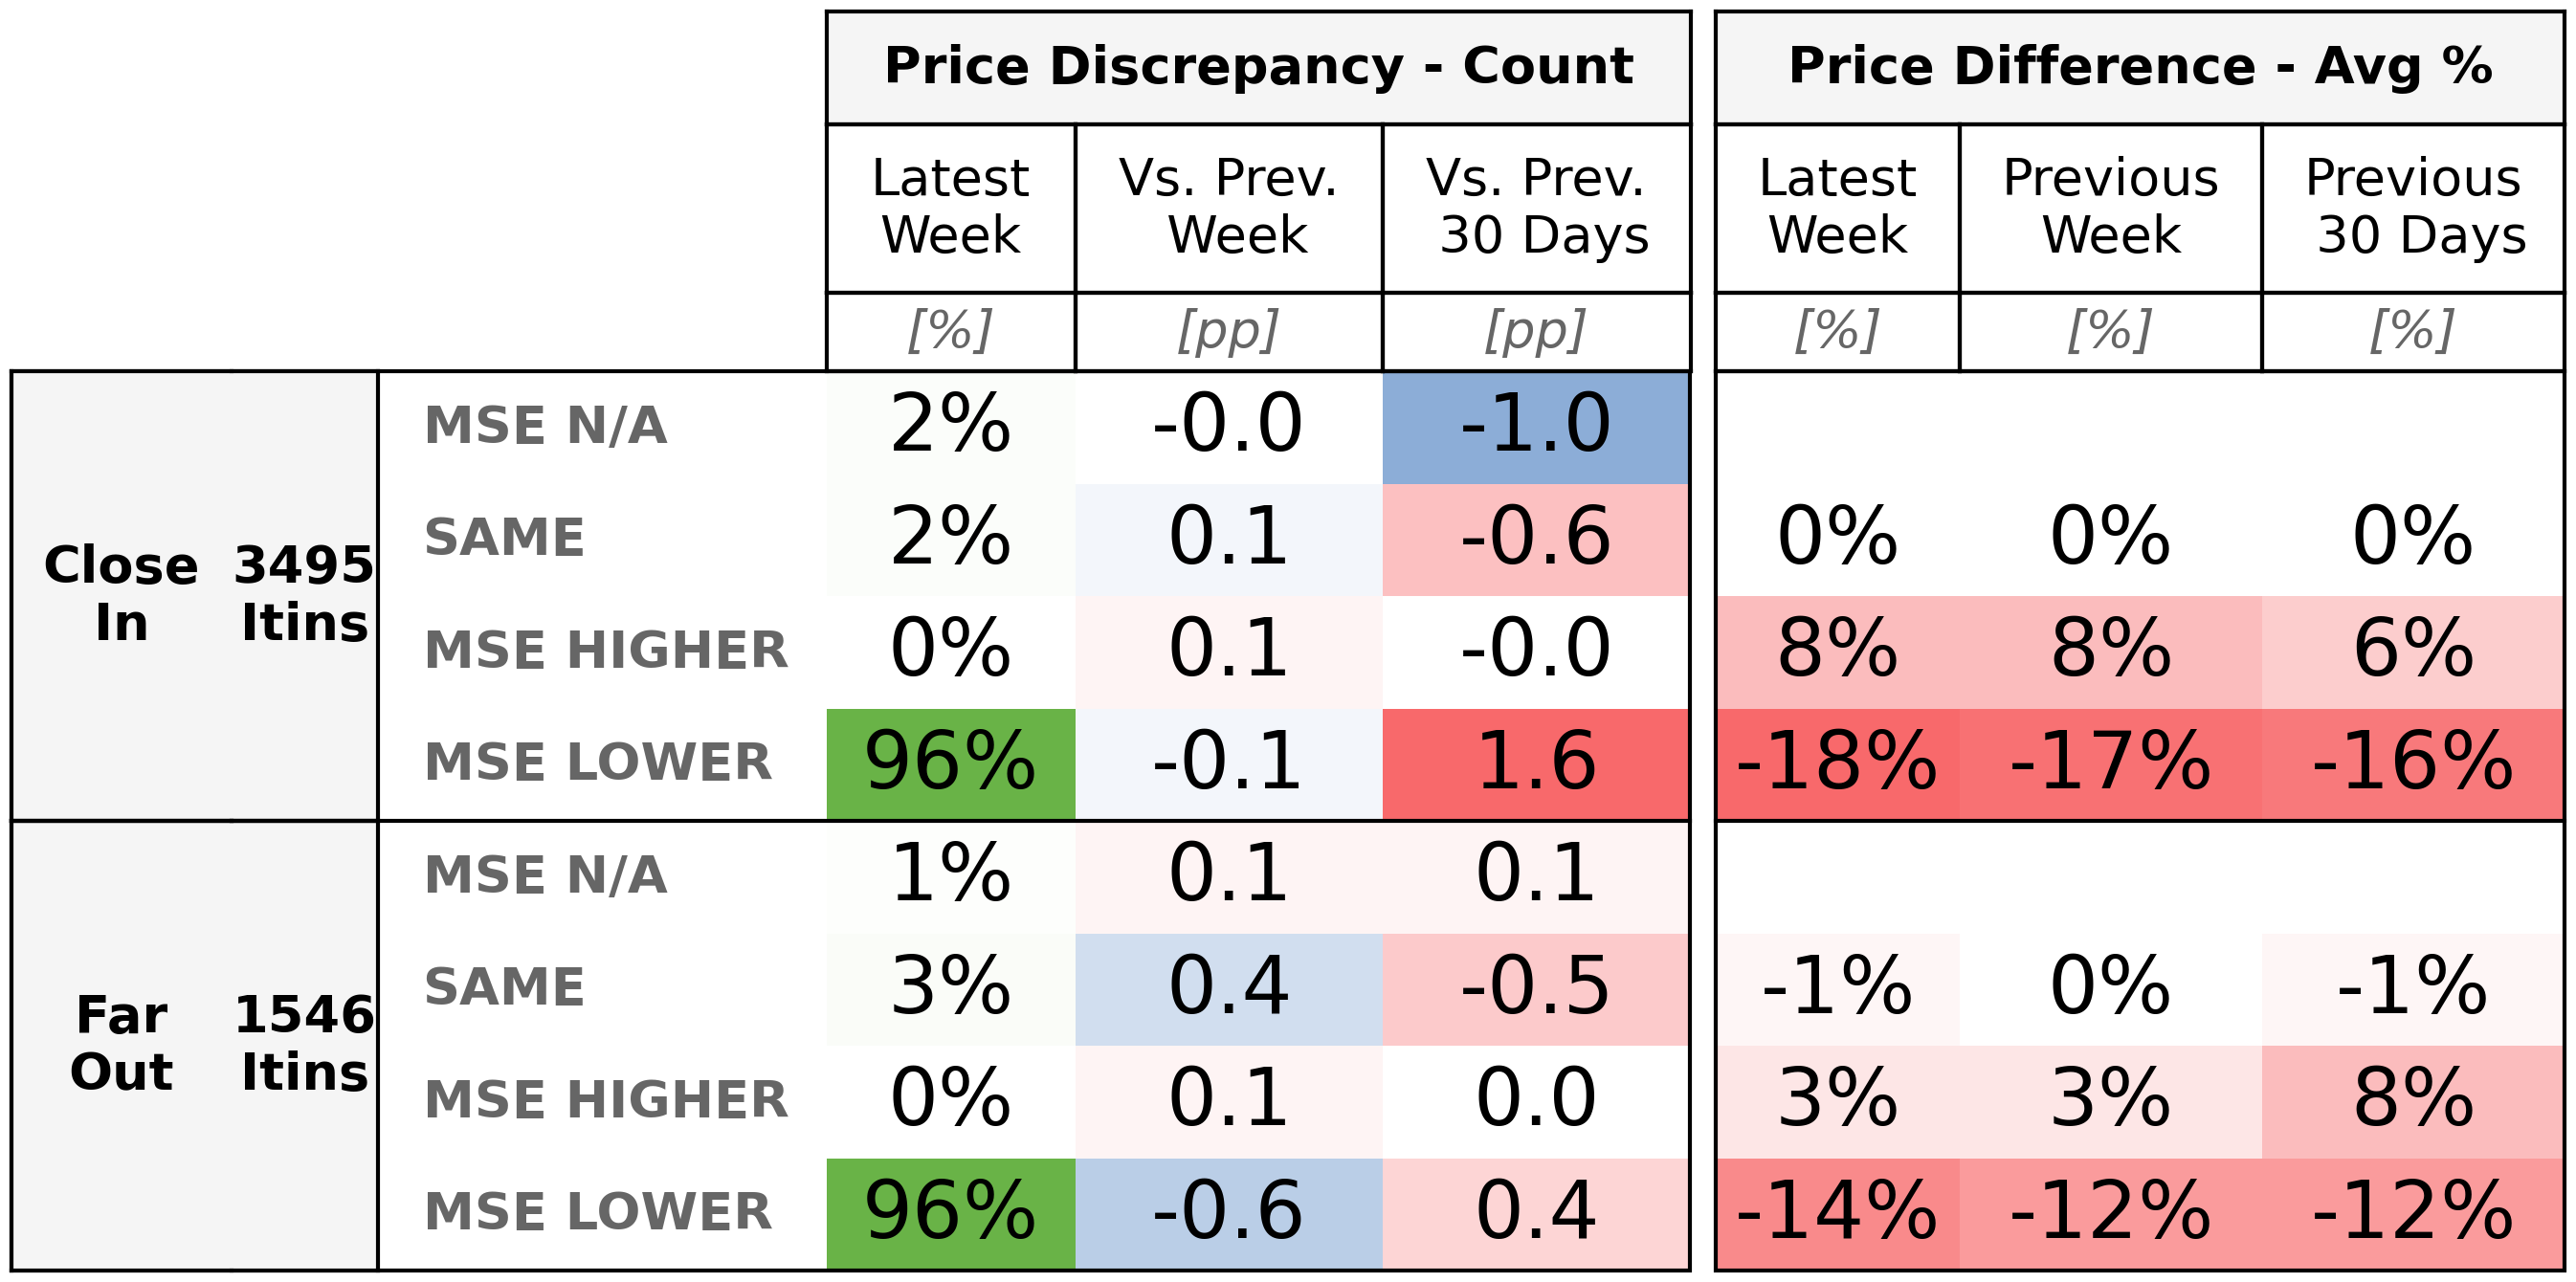 Price Discrepancy - Count Price Difference - Avg %
Latest Week Vs. Prev. Week Vs. Prev. 30 Days Latest Week Previous Week Previous 30 Days
[%] [pp] [pp] [%] [%] [%]
Close In 3495 Itins
MSE N/A 2% -0.0 -1.0
SAME 2% 0.1 -0.6 0% 0% 0%
MSE HIGHER 0% 0.1 -0.0 8% 8% 6%
MSE LOWER 96% -0.1 1.6 -18% -17% -16%
Far Out 1546 Itins
MSE N/A 1% 0.1 0.1
SAME 3% 0.4 -0.5 -1% 0% -1%
MSE HIGHER 0% 0.1 0.0 3% 3% 8%
MSE LOWER 96% -0.6 0.4 -14% -12% -12%